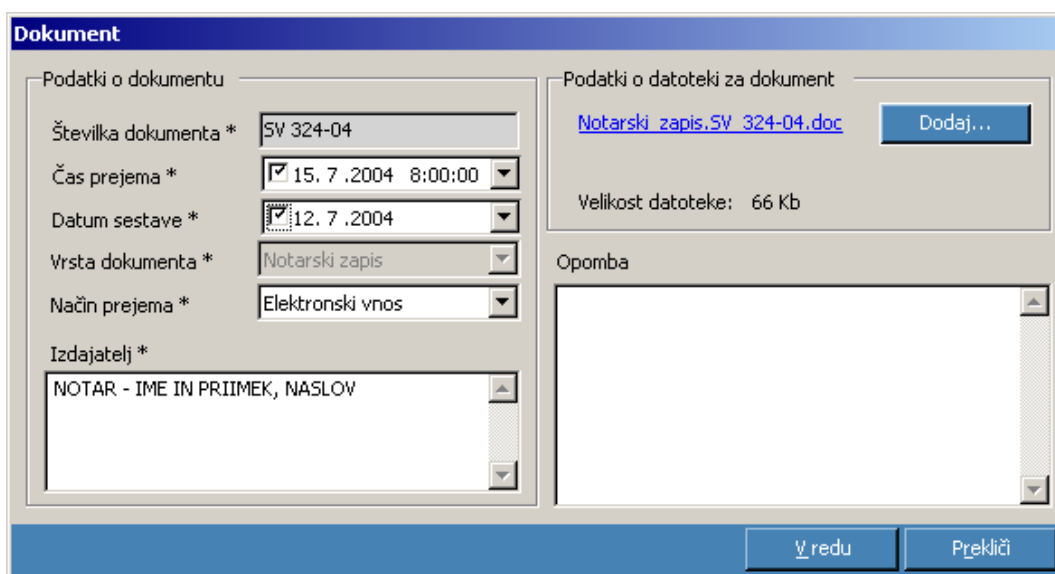 Dokument
Podatki o dokumentu
Številka dokumenta *
SV 324-04
Čas prejema *
15. 7 .2004 8:00:00
Datum sestave *
12. 7 .2004
Vrsta dokumenta *
Notarski zapis
Način prejema *
Elektronski vnos
Izdajatelj *
NOTAR - IME IN PRIIMEK, NASLOV
Podatki o datoteki za dokument
Notarski_zapis.SV_324-04.doc
Dodaj...
Velikost datoteke: 66 Kb
Opomba
V redu
Prekliči